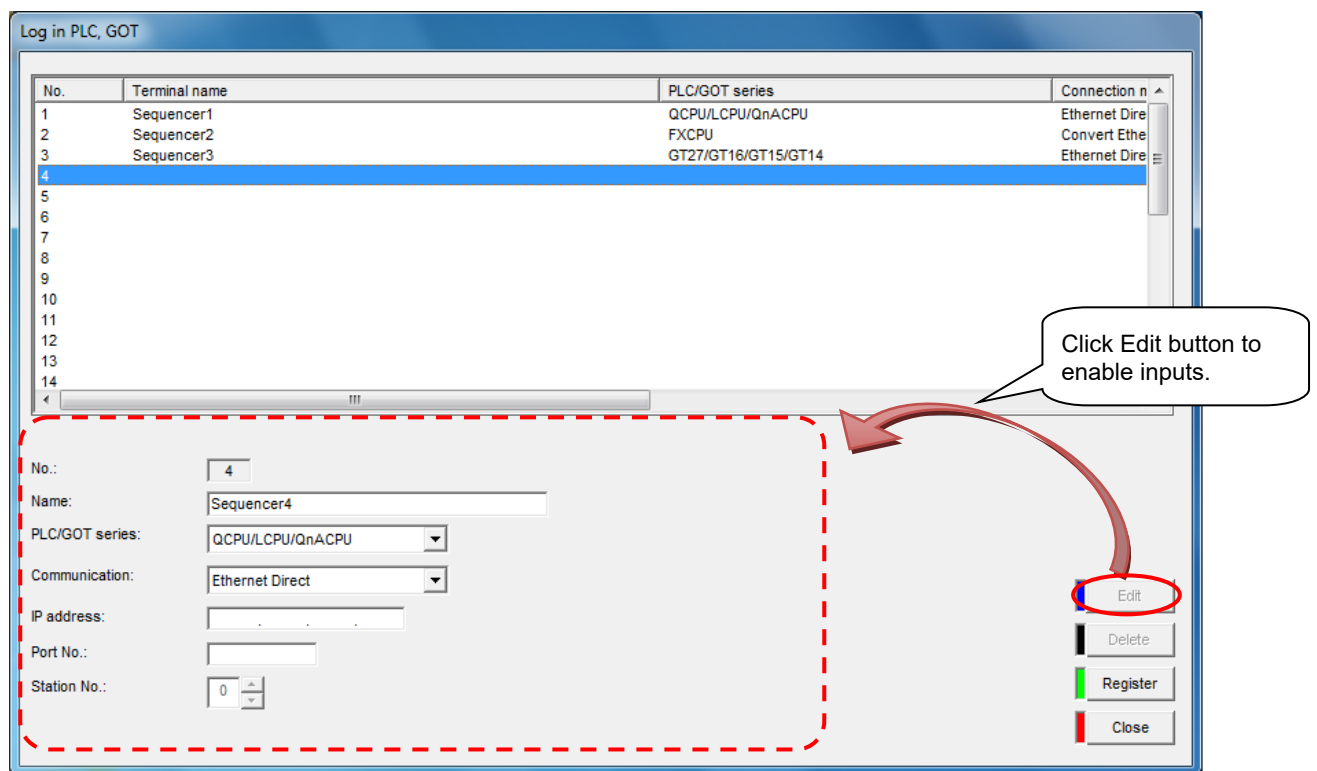 Log in PLC, GOT
No. Terminal name PLC/GOT series Connection n
1 Sequencer1 QCPU/LCPU/QnACPU Ethernet Dire
2 Sequencer2 FXCPU Convert Ethe
3 Sequencer3 GT27/GT16/GT15/GT14 Ethernet Dire
4
5
6
7
8
9
10
11
12
13
14
Click Edit button to
enable inputs.
No.: 4
Name: Sequencer4
PLC/GOT series: QCPU/LCPU/QnACPU
Communication: Ethernet Direct
IP address: . . .
Port No.:
Station No.: 0
Edit
Delete
Register
Close